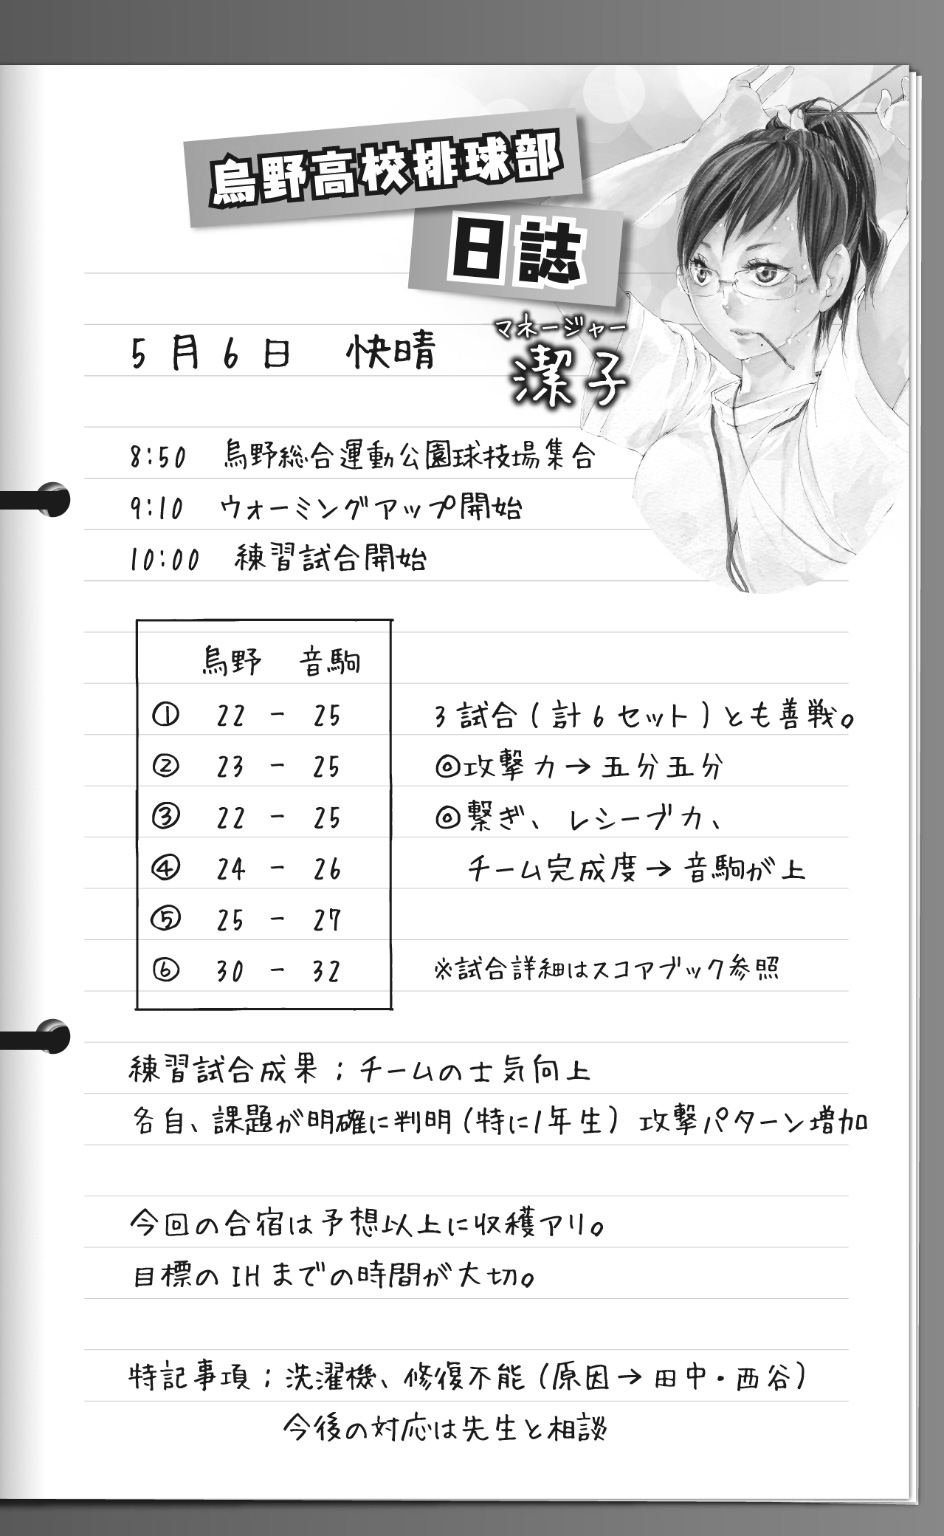 烏野高校排球部
日誌
マネージャー
潔子
5月6日 快晴
8:50 烏野総合運動公園球技場集合
9:10 ウォーミングアップ開始
10:00 練習試合開始
烏野 音駒
① 22 - 25
② 23 - 25
③ 22 - 25
④ 24 - 26
⑤ 25 - 27
⑥ 30 - 32
3試合(計6セット)とも善戦。
◎攻撃力→五分五分
◎繋ぎ、レシーブ力、
チーム完成度→音駒が上
※試合詳細はスコアブック参照
練習試合成果;チームの士気向上
各自、課題が明確に判明(特に1年生) 攻撃パターン増加
今回の合宿は予想以上に収穫アリ。
目標のIHまでの時間が大切。
特記事項;洗濯機、修復不能(原因→田中・西谷)
今後の対応は先生と相談